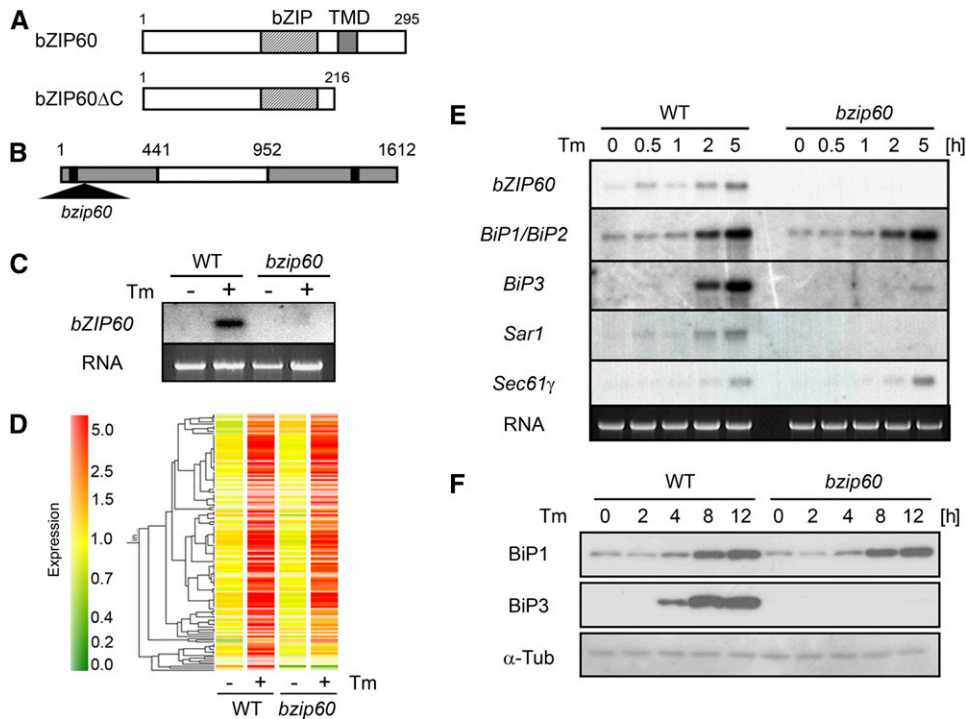 A
1 bZIP TMD 295
bZIP60
1 216
bZIP60ΔC
B
1 441 952 1612
bzip60
C
WT bzip60
Tm - + - +
bZIP60
RNA
D
Expression
5.0
2.5
1.5
1.0
0.7
0.4
0.2
0.0
- + - + Tm
WT bzip60
E
WT bzip60
Tm 0 0.5 1 2 5 0 0.5 1 2 5 [h]
bZIP60
BiP1/BiP2
BiP3
Sar1
Sec61γ
RNA
F
WT bzip60
Tm 0 2 4 8 12 0 2 4 8 12 [h]
BiP1
BiP3
α-Tub